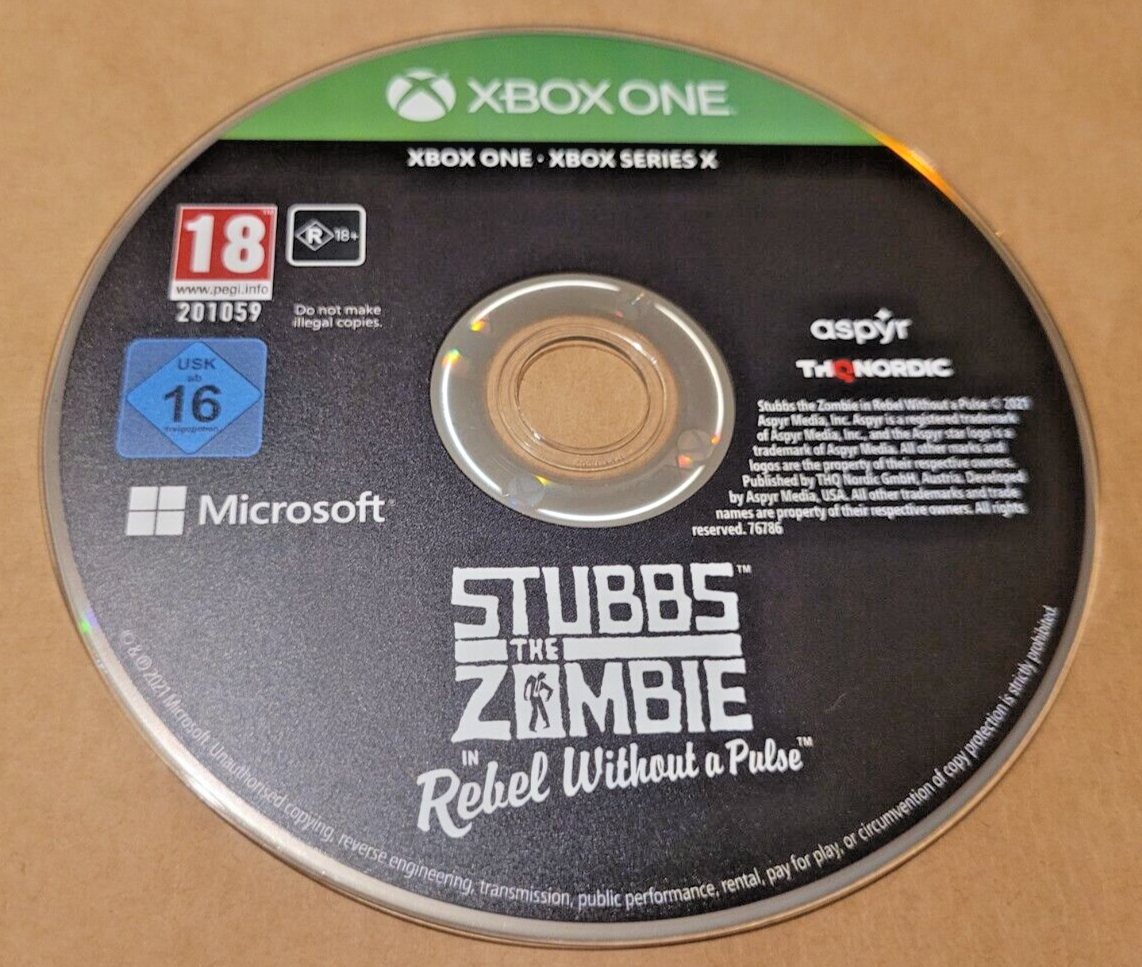 XBOX ONE
XBOX ONE • XBOX SERIES X
18
www.pegi.info
201059
R 18+
Do not make
illegal copies.
USK
ab
16
freigegeben
Microsoft
aspyr
THQ NORDIC
Stubbs the Zombie in Rebel Without a Pulse © 2021
Aspyr Media, Inc. Aspyr is a registered trademark
of Aspyr Media, Inc., and the Aspyr star logo is a
trademark of Aspyr Media. All other marks and
logos are the property of their respective owners.
Published by THQ Nordic GmbH, Austria. Developed
by Aspyr Media, USA. All other trademarks and trade
names are property of their respective owners. All rights
reserved. 76786
STUBBS™
THE
ZOMBIE
IN
Rebel Without a Pulse™
© & ℗ 2021 Microsoft. Unauthorised copying, reverse engineering, transmission, public performance, rental, pay for play, or circumvention of copy protection is strictly prohibited.